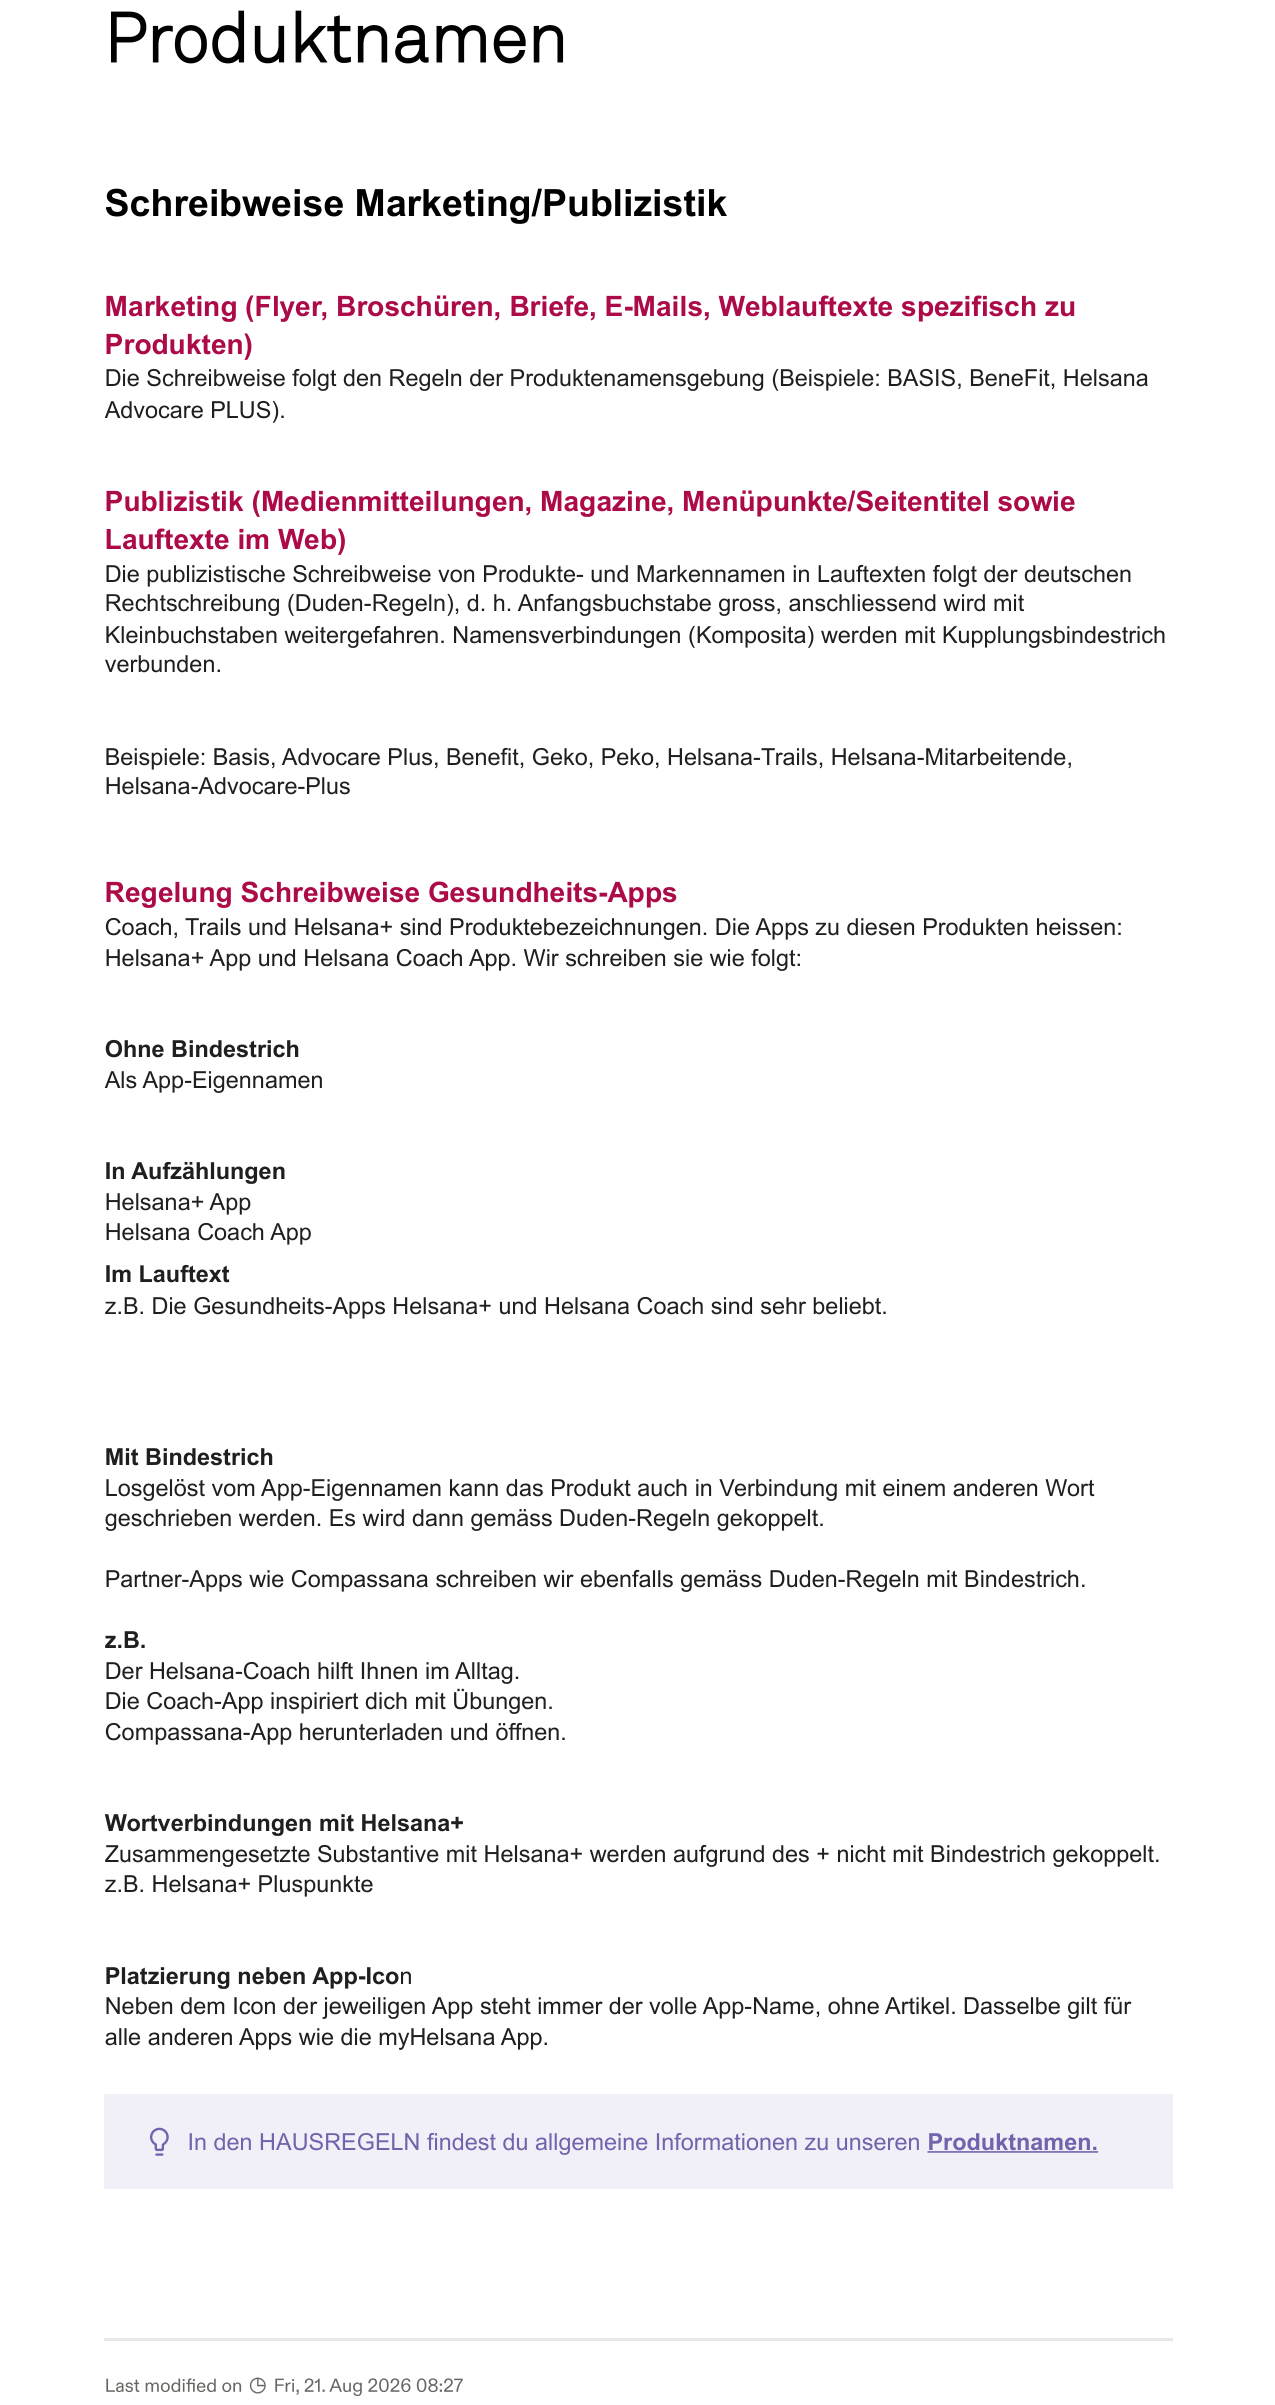 Produktnamen
Schreibweise Marketing/Publizistik
Marketing (Flyer, Broschüren, Briefe, E-Mails, Weblauftexte spezifisch zu
Produkten)
Die Schreibweise folgt den Regeln der Produktenamensgebung (Beispiele: BASIS, BeneFit, Helsana
Advocare PLUS).
Publizistik (Medienmitteilungen, Magazine, Menüpunkte/Seitentitel sowie
Lauftexte im Web)
Die publizistische Schreibweise von Produkte- und Markennamen in Lauftexten folgt der deutschen
Rechtschreibung (Duden-Regeln), d. h. Anfangsbuchstabe gross, anschliessend wird mit
Kleinbuchstaben weitergefahren. Namensverbindungen (Komposita) werden mit Kupplungsbindestrich
verbunden.
Beispiele: Basis, Advocare Plus, Benefit, Geko, Peko, Helsana-Trails, Helsana-Mitarbeitende,
Helsana-Advocare-Plus
Regelung Schreibweise Gesundheits-Apps
Coach, Trails und Helsana+ sind Produktebezeichnungen. Die Apps zu diesen Produkten heissen:
Helsana+ App und Helsana Coach App. Wir schreiben sie wie folgt:
Ohne Bindestrich
Als App-Eigennamen
In Aufzählungen
Helsana+ App
Helsana Coach App
Im Lauftext
z.B. Die Gesundheits-Apps Helsana+ und Helsana Coach sind sehr beliebt.
Mit Bindestrich
Losgelöst vom App-Eigennamen kann das Produkt auch in Verbindung mit einem anderen Wort
geschrieben werden. Es wird dann gemäss Duden-Regeln gekoppelt.
Partner-Apps wie Compassana schreiben wir ebenfalls gemäss Duden-Regeln mit Bindestrich.
z.B.
Der Helsana-Coach hilft Ihnen im Alltag.
Die Coach-App inspiriert dich mit Übungen.
Compassana-App herunterladen und öffnen.
Wortverbindungen mit Helsana+
Zusammengesetzte Substantive mit Helsana+ werden aufgrund des + nicht mit Bindestrich gekoppelt.
z.B. Helsana+ Pluspunkte
Platzierung neben App-Icon
Neben dem Icon der jeweiligen App steht immer der volle App-Name, ohne Artikel. Dasselbe gilt für
alle anderen Apps wie die myHelsana App.
In den HAUSREGELN findest du allgemeine Informationen zu unseren Produktnamen.
Last modified on Fri, 21. Aug 2026 08:27